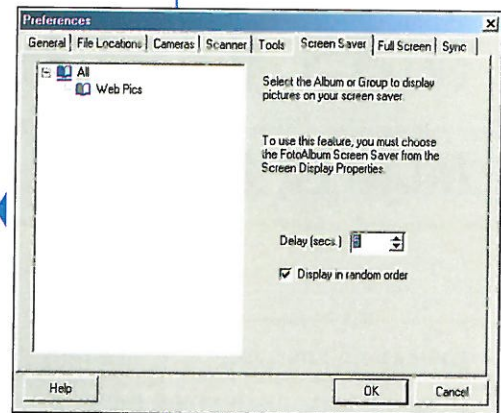 Preferences
General File Locations Cameras Scanner Tools Screen Saver Full Screen Sync
All
Web Pics
Select the Album or Group to display
pictures on your screen saver.
To use this feature, you must choose
the FotoAlbum Screen Saver from the
Screen Display Properties.
Delay (secs.)
Display in random order
Help OK Cancel